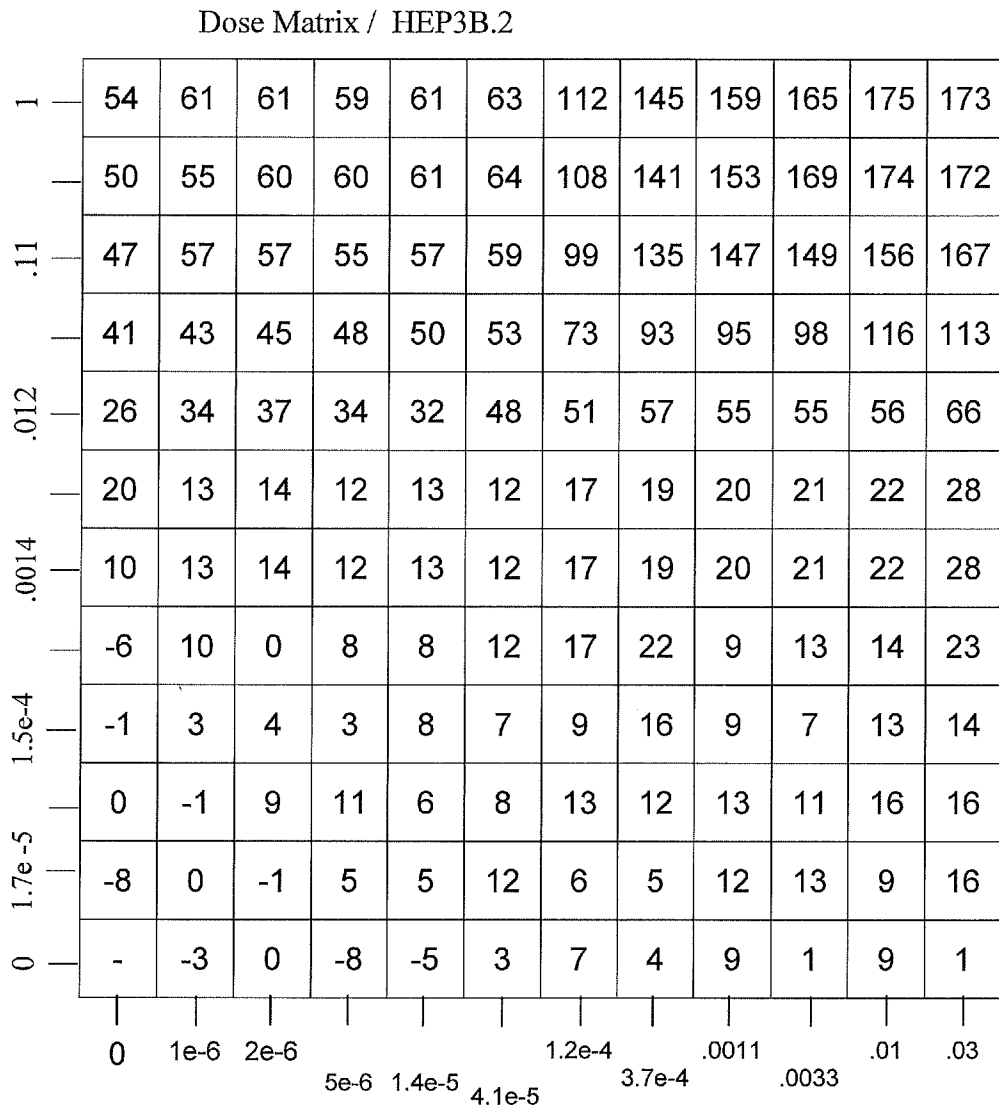 Dose Matrix / HEP3B.2
1 54 61 61 59 61 63 112 145 159 165 175 173
50 55 60 60 61 64 108 141 153 169 174 172
.11 47 57 57 55 57 59 99 135 147 149 156 167
41 43 45 48 50 53 73 93 95 98 116 113
.012 26 34 37 34 32 48 51 57 55 55 56 66
20 13 14 12 13 12 17 19 20 21 22 28
.0014 10 13 14 12 13 12 17 19 20 21 22 28
-6 10 0 8 8 12 17 22 9 13 14 23
1.5e-4 -1 3 4 3 8 7 9 16 9 7 13 14
0 -1 9 11 6 8 13 12 13 11 16 16
1.7e-5 -8 0 -1 5 5 12 6 5 12 13 9 16
0 - -3 0 -8 -5 3 7 4 9 1 9 1
0 1e-6 2e-6 1.2e-4 .0011 .01 .03
5e-6 1.4e-5 4.1e-5 3.7e-4 .0033